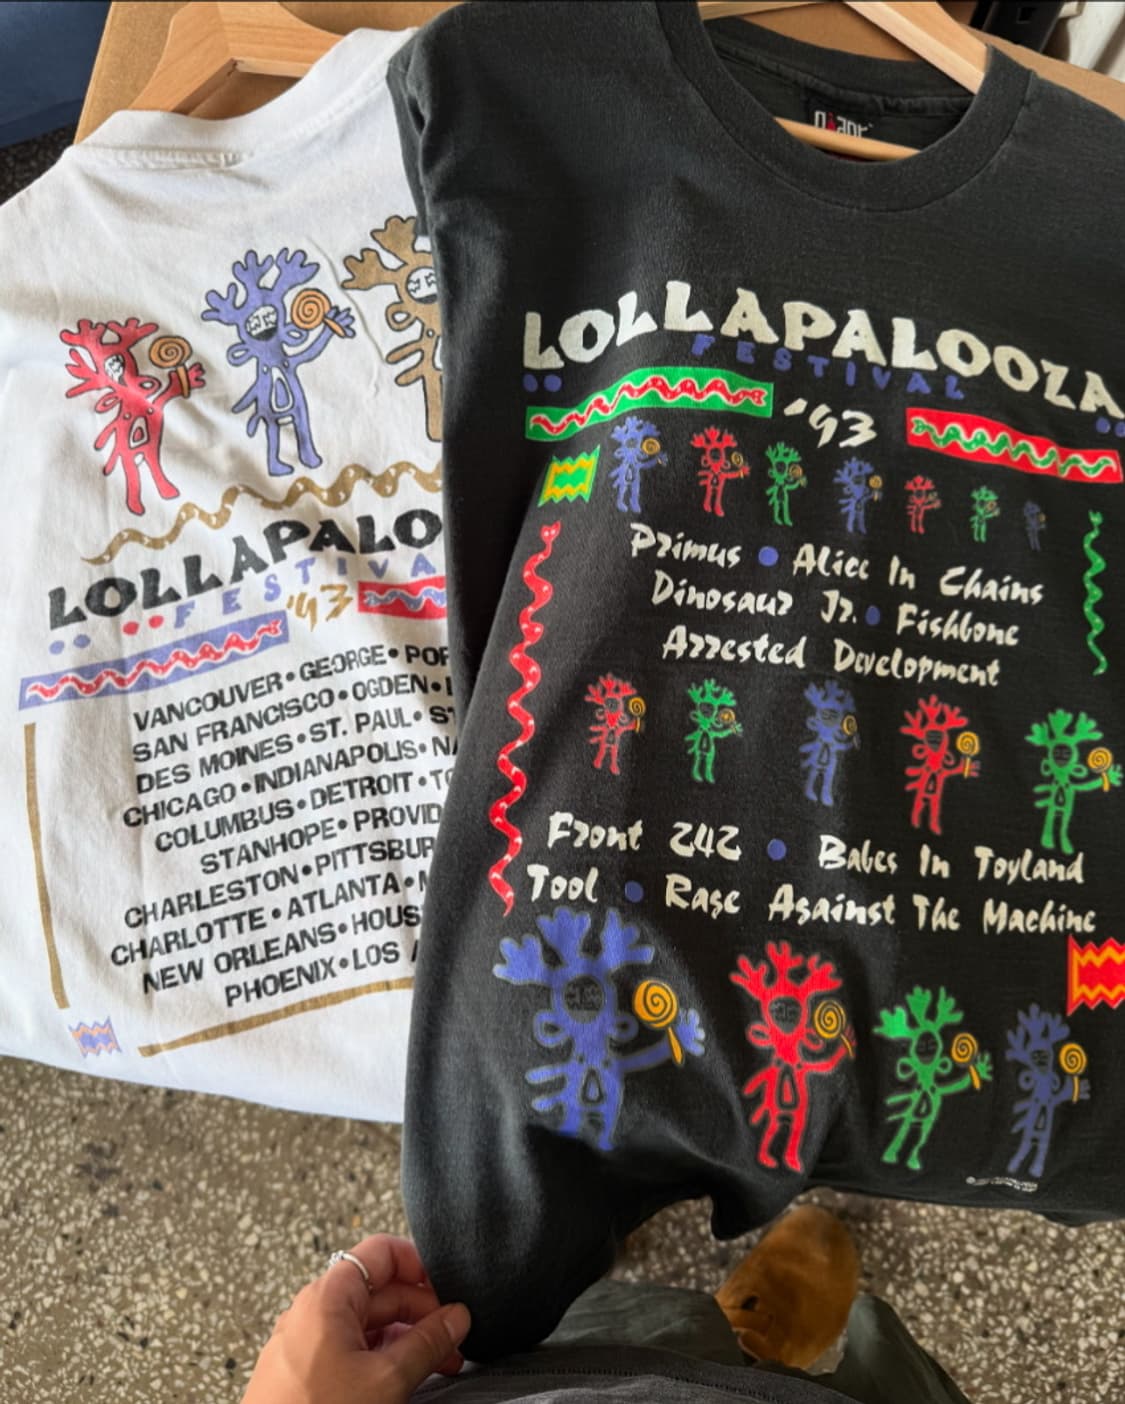 LOLLAPALOO
FESTIVA
'93
VANCOUVER • GEORGE • POR
SAN FRANCISCO • OGDEN •
DES MOINES • ST. PAUL • ST
CHICAGO • INDIANAPOLIS • NA
COLUMBUS • DETROIT • TO
STANHOPE • PROVID
CHARLESTON • PITTSBUR
CHARLOTTE • ATLANTA •
NEW ORLEANS • HOUS
PHOENIX • LOS
giant
LOLLAPALOOZA
FESTIVAL
'93
Primus • Alice In Chains
Dinosaur Jr. • Fishbone
Arrested Development
Front 242 • Babes In Toyland
Tool • Rage Against The Machine